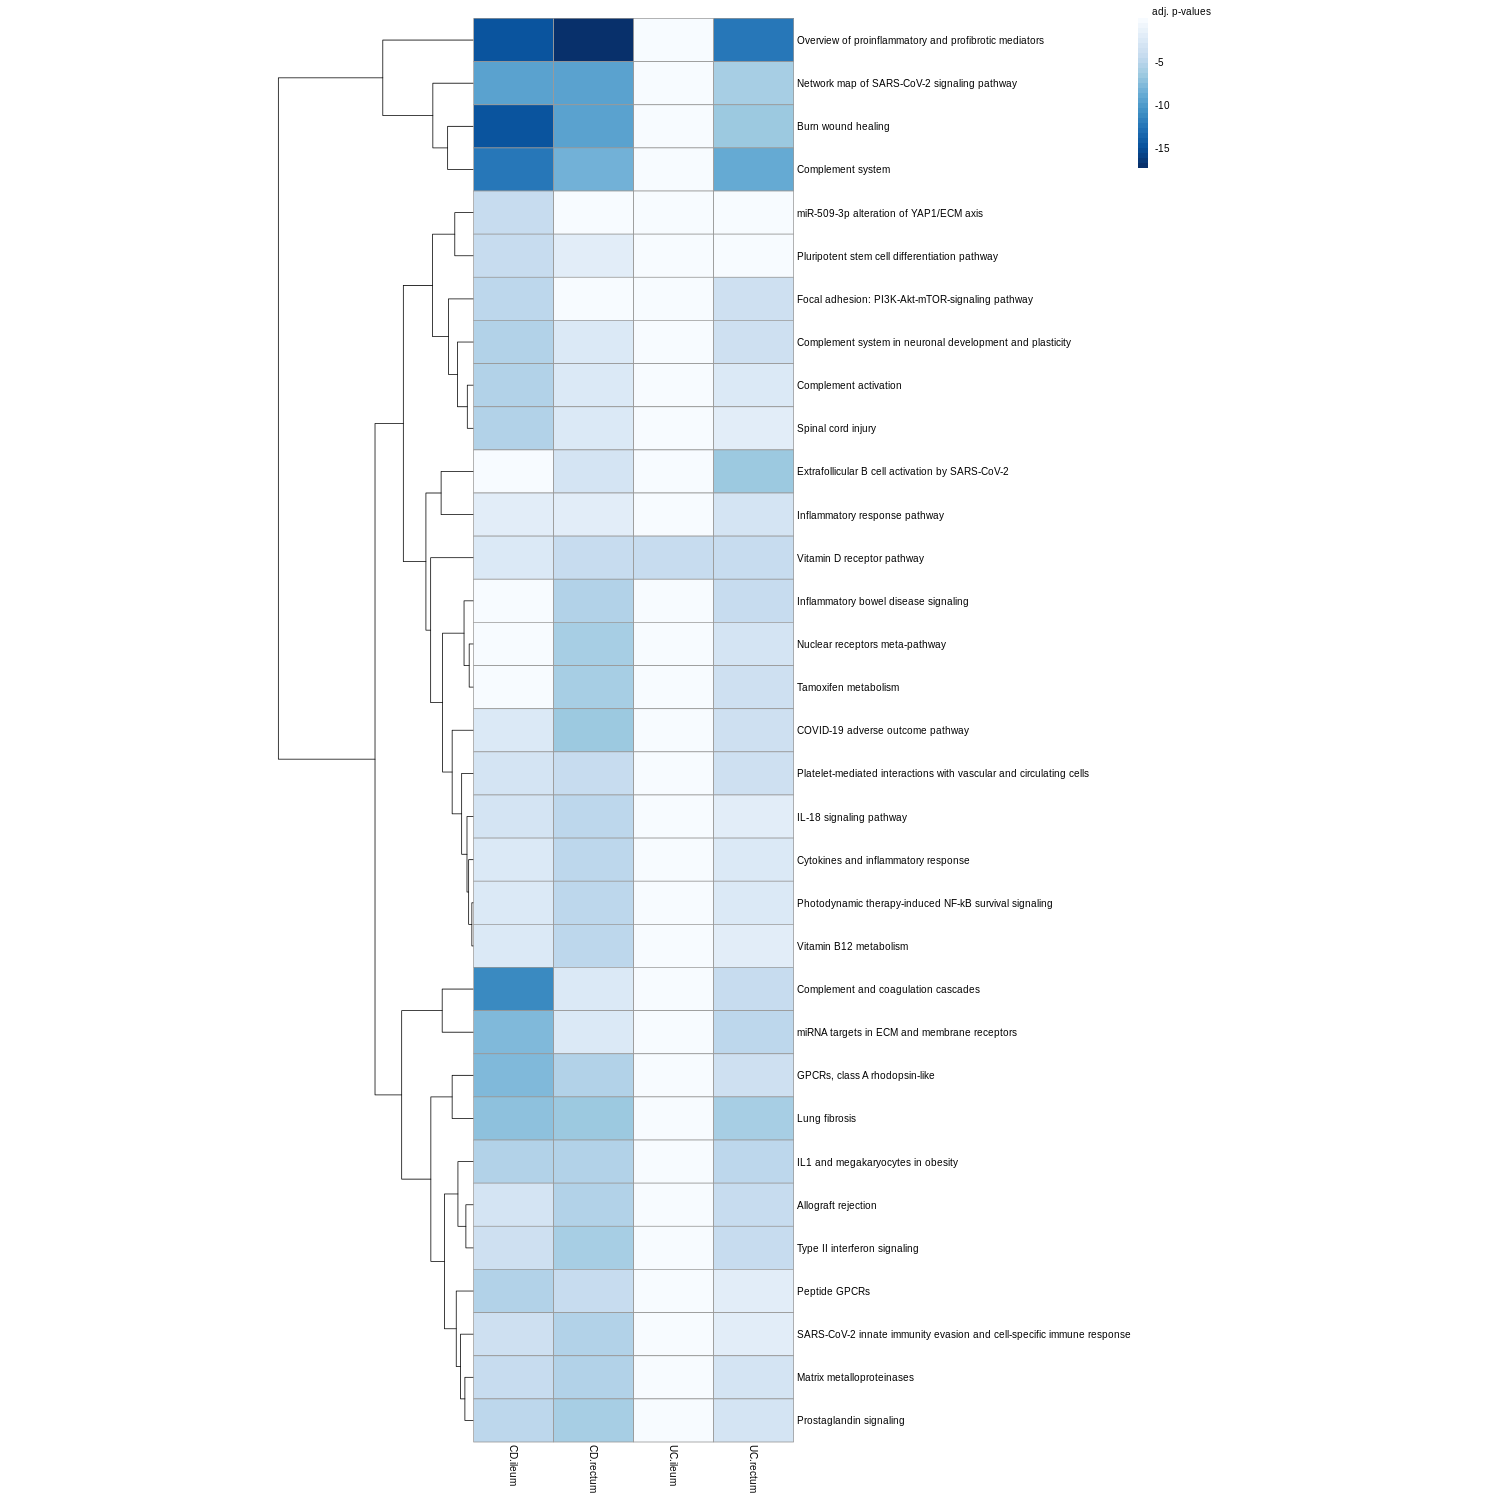 adj. p-values
-5
-10
-15
Overview of proinflammatory and profibrotic mediators
Network map of SARS-CoV-2 signaling pathway
Burn wound healing
Complement system
miR-509-3p alteration of YAP1/ECM axis
Pluripotent stem cell differentiation pathway
Focal adhesion: PI3K-Akt-mTOR-signaling pathway
Complement system in neuronal development and plasticity
Complement activation
Spinal cord injury
Extrafollicular B cell activation by SARS-CoV-2
Inflammatory response pathway
Vitamin D receptor pathway
Inflammatory bowel disease signaling
Nuclear receptors meta-pathway
Tamoxifen metabolism
COVID-19 adverse outcome pathway
Platelet-mediated interactions with vascular and circulating cells
IL-18 signaling pathway
Cytokines and inflammatory response
Photodynamic therapy-induced NF-kB survival signaling
Vitamin B12 metabolism
Complement and coagulation cascades
miRNA targets in ECM and membrane receptors
GPCRs, class A rhodopsin-like
Lung fibrosis
IL1 and megakaryocytes in obesity
Allograft rejection
Type II interferon signaling
Peptide GPCRs
SARS-CoV-2 innate immunity evasion and cell-specific immune response
Matrix metalloproteinases
Prostaglandin signaling
CD.ileum
CD.rectum
UC.ileum
UC.rectum